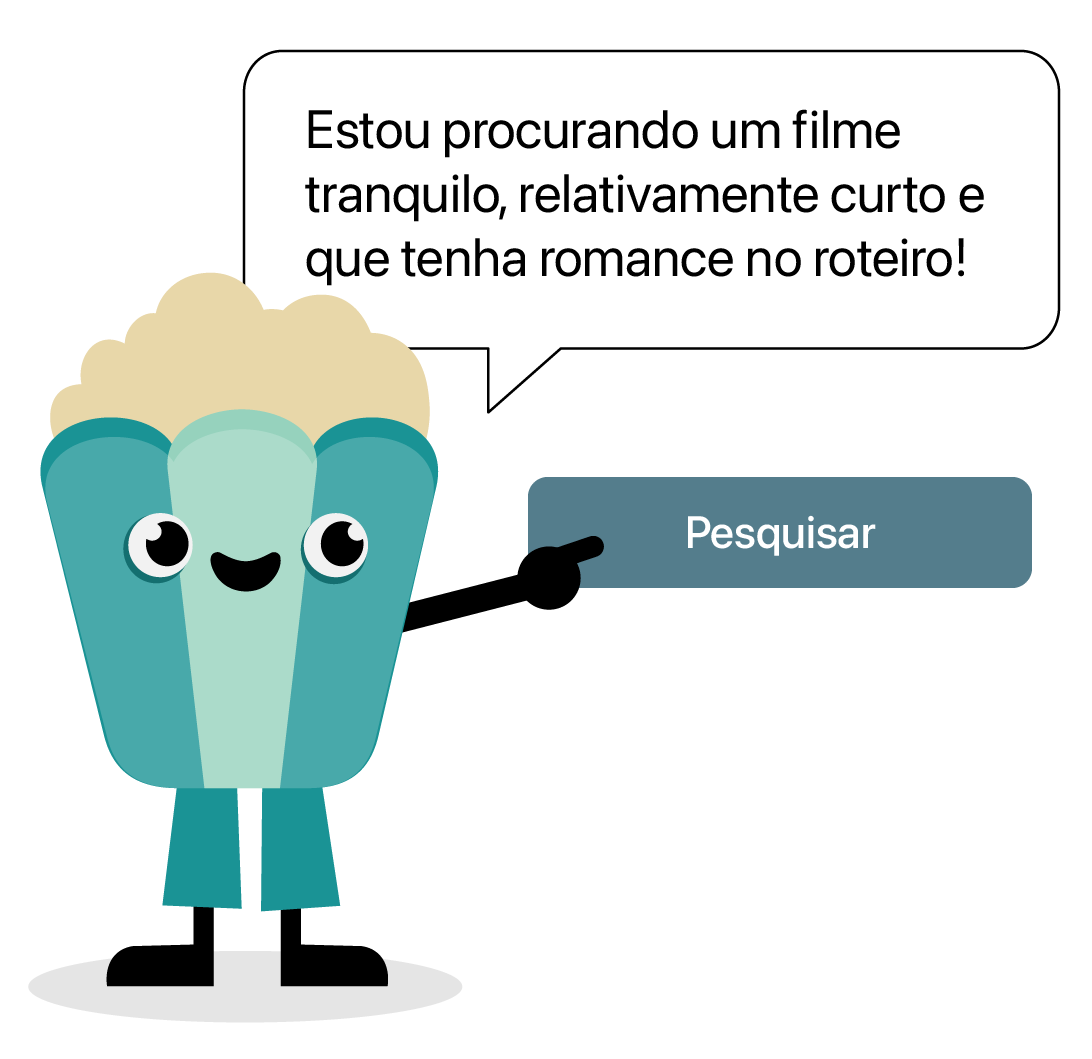 Estou procurando um filme
tranquilo, relativamente curto e
que tenha romance no roteiro!
Pesquisar